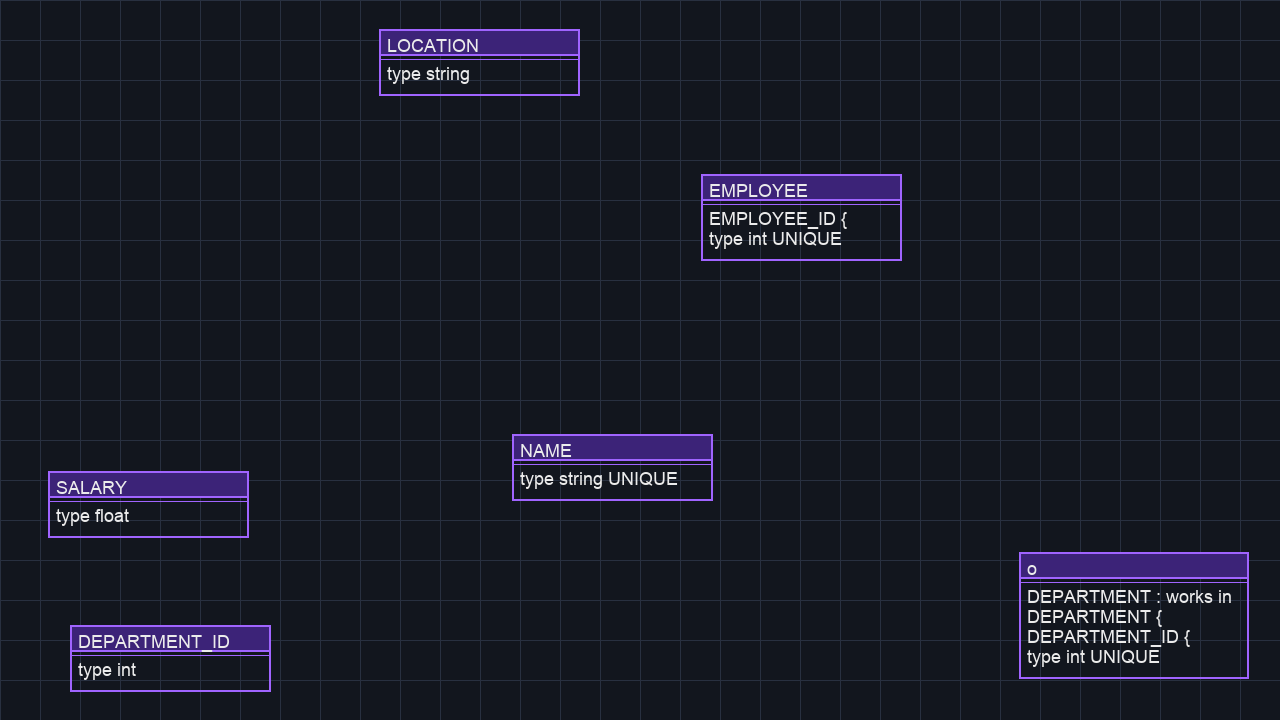 LOCATION
type string
EMPLOYEE
EMPLOYEE_ID {
type int UNIQUE
NAME
type string UNIQUE
SALARY
type float
o
DEPARTMENT : works in
DEPARTMENT {
DEPARTMENT_ID {
type int UNIQUE
DEPARTMENT_ID
type int